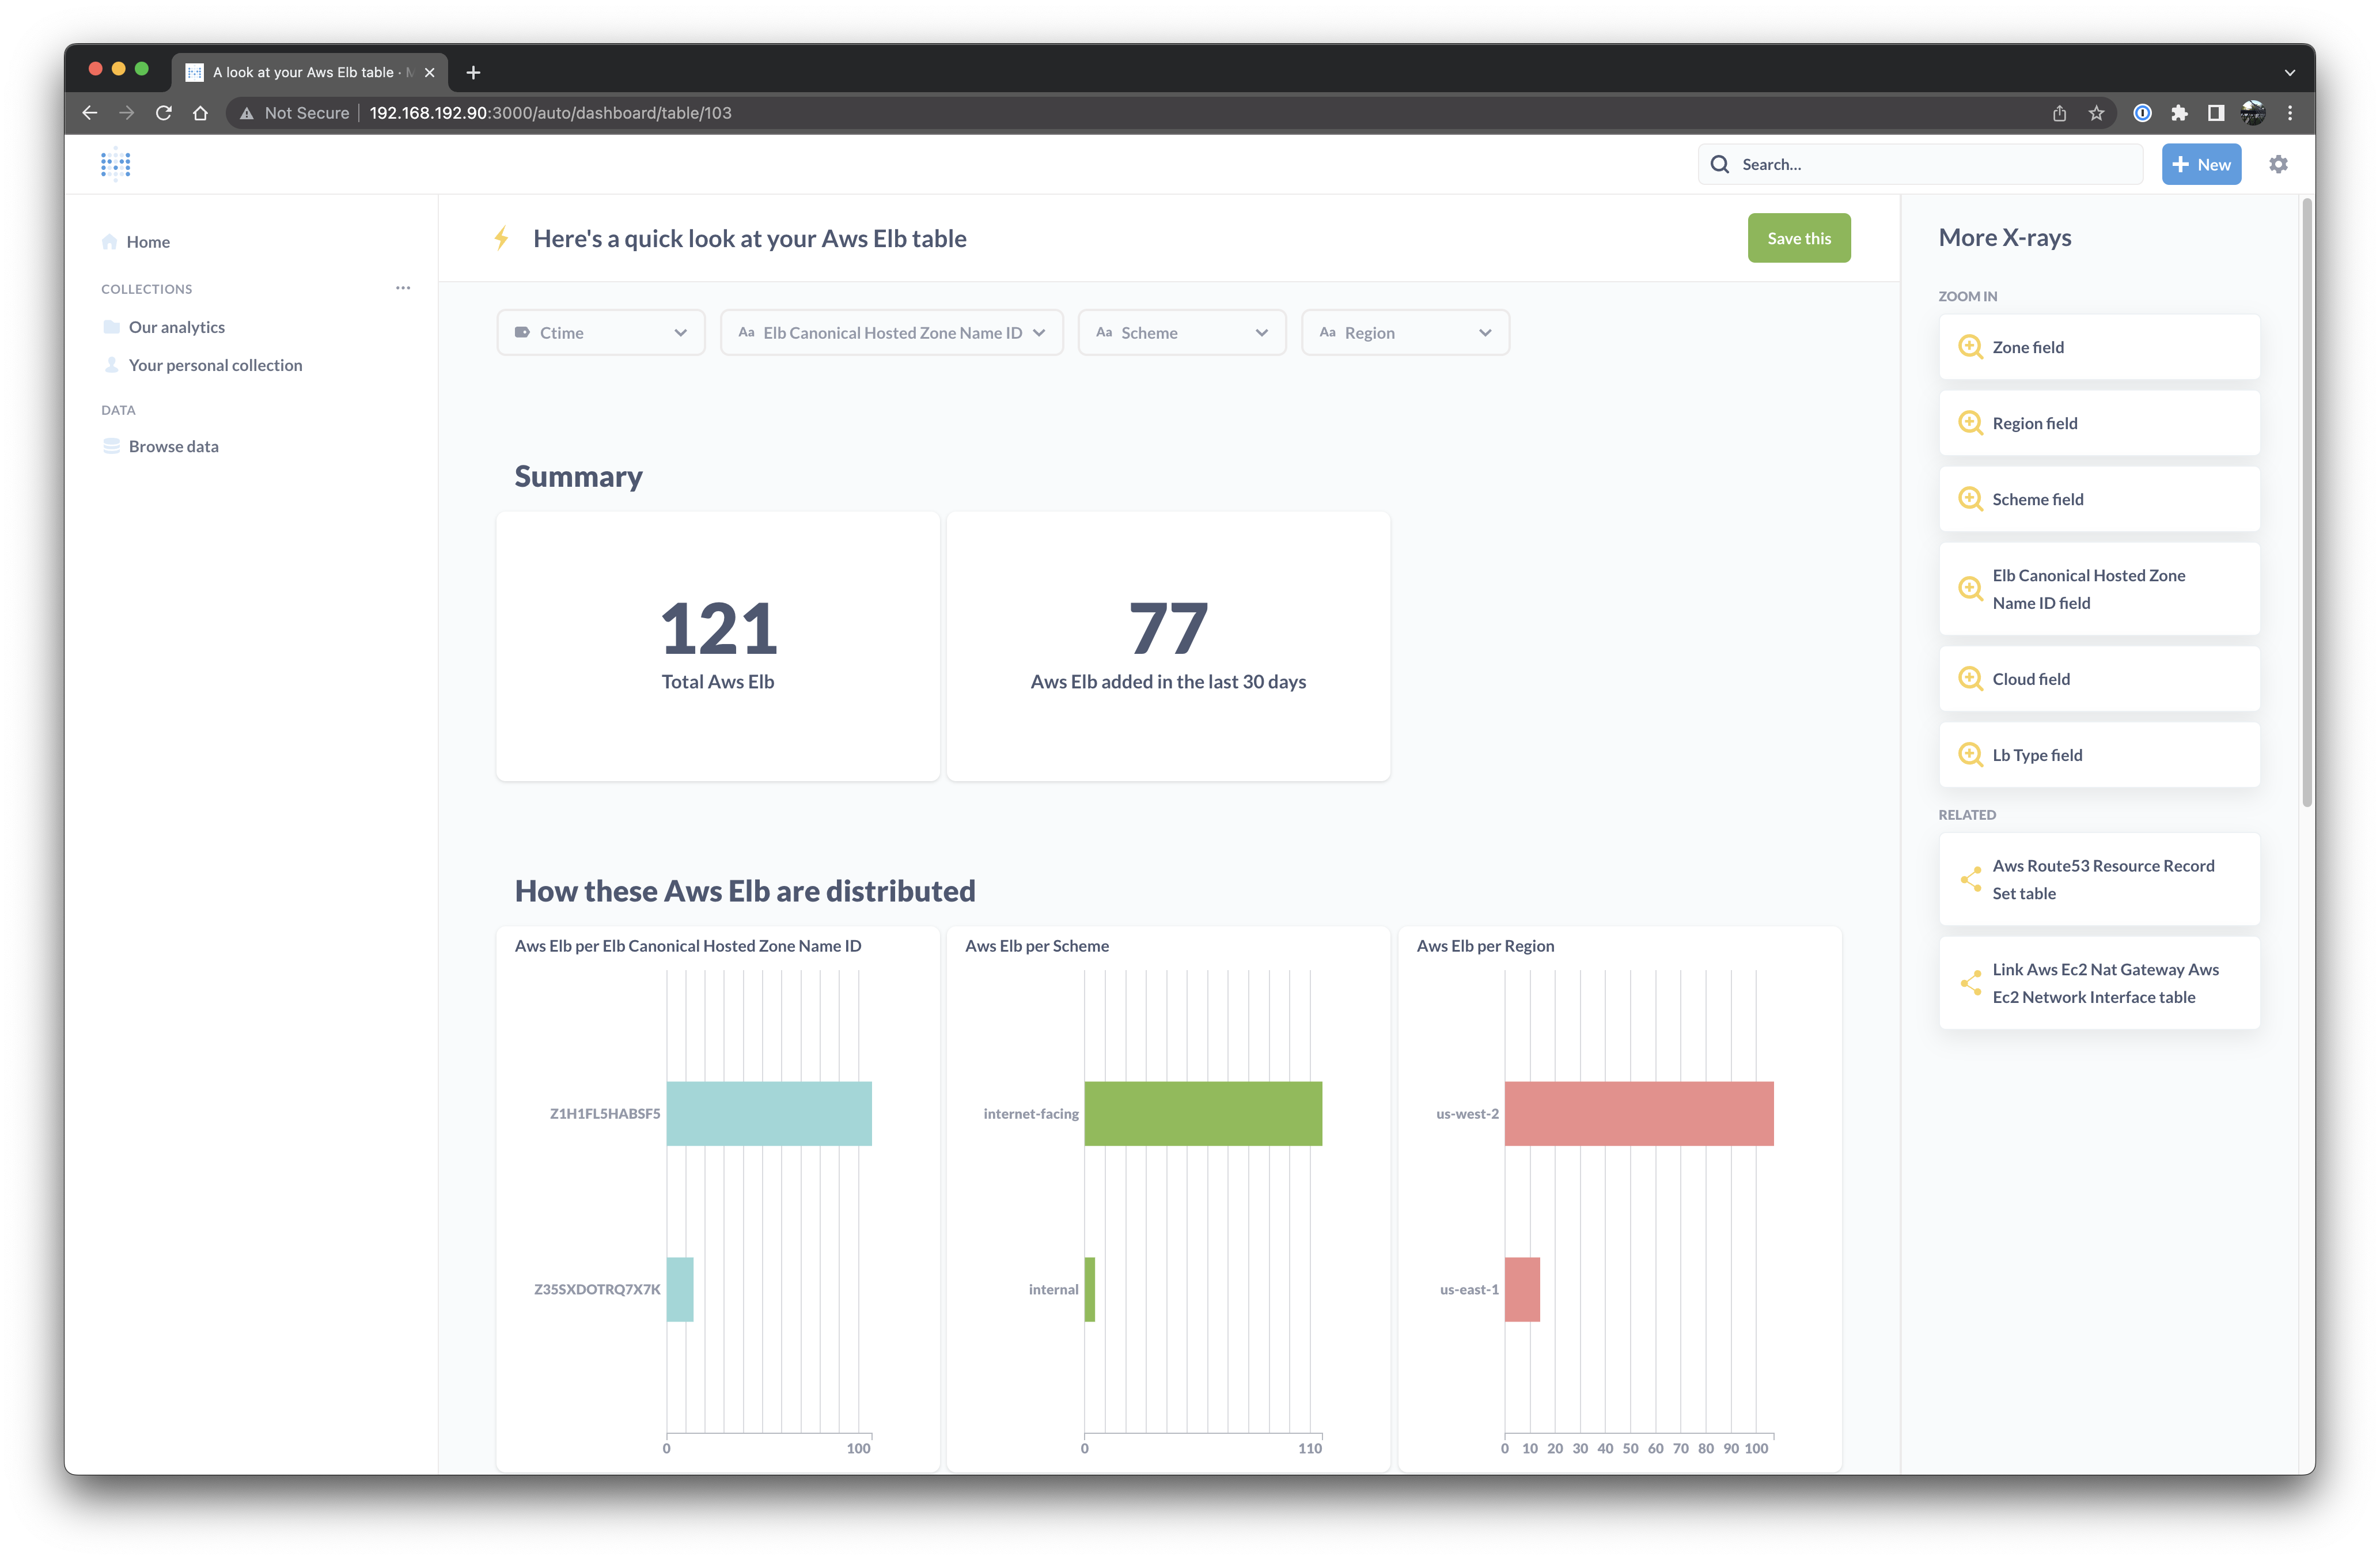 A look at your Aws Elb table · M
Not Secure
192.168.192.90:3000/auto/dashboard/table/103
Search...
New
Home
COLLECTIONS
Our analytics
Your personal collection
DATA
Browse data
Here's a quick look at your Aws Elb table
Save this
Ctime
Aa Elb Canonical Hosted Zone Name ID
Aa Scheme
Aa Region
Summary
121
Total Aws Elb
77
Aws Elb added in the last 30 days
How these Aws Elb are distributed
Aws Elb per Elb Canonical Hosted Zone Name ID
Z1H1FL5HABSF5
Z35SXDOTRQ7X7K
0 100
Aws Elb per Scheme
internet-facing
internal
0 110
Aws Elb per Region
us-west-2
us-east-1
0 10 20 30 40 50 60 70 80 90 100
More X-rays
ZOOM IN
Zone field
Region field
Scheme field
Elb Canonical Hosted Zone
Name ID field
Cloud field
Lb Type field
RELATED
Aws Route53 Resource Record
Set table
Link Aws Ec2 Nat Gateway Aws
Ec2 Network Interface table